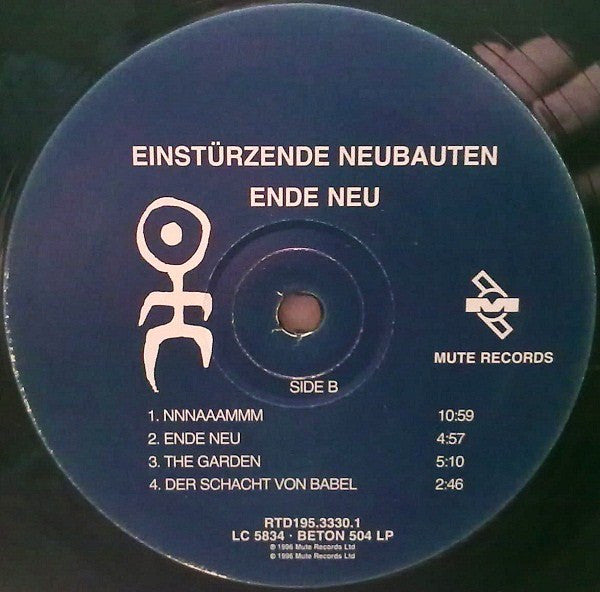 EINSTÜRZENDE NEUBAUTEN
ENDE NEU
M
MUTE RECORDS
SIDE B
1. NNNAAAMMM 10:59
2. ENDE NEU 4:57
3. THE GARDEN 5:10
4. DER SCHACHT VON BABEL 2:46
RTD195.3330.1
LC 5834 · BETON 504 LP
℗ 1996 Mute Records Ltd
© 1996 Mute Records Ltd